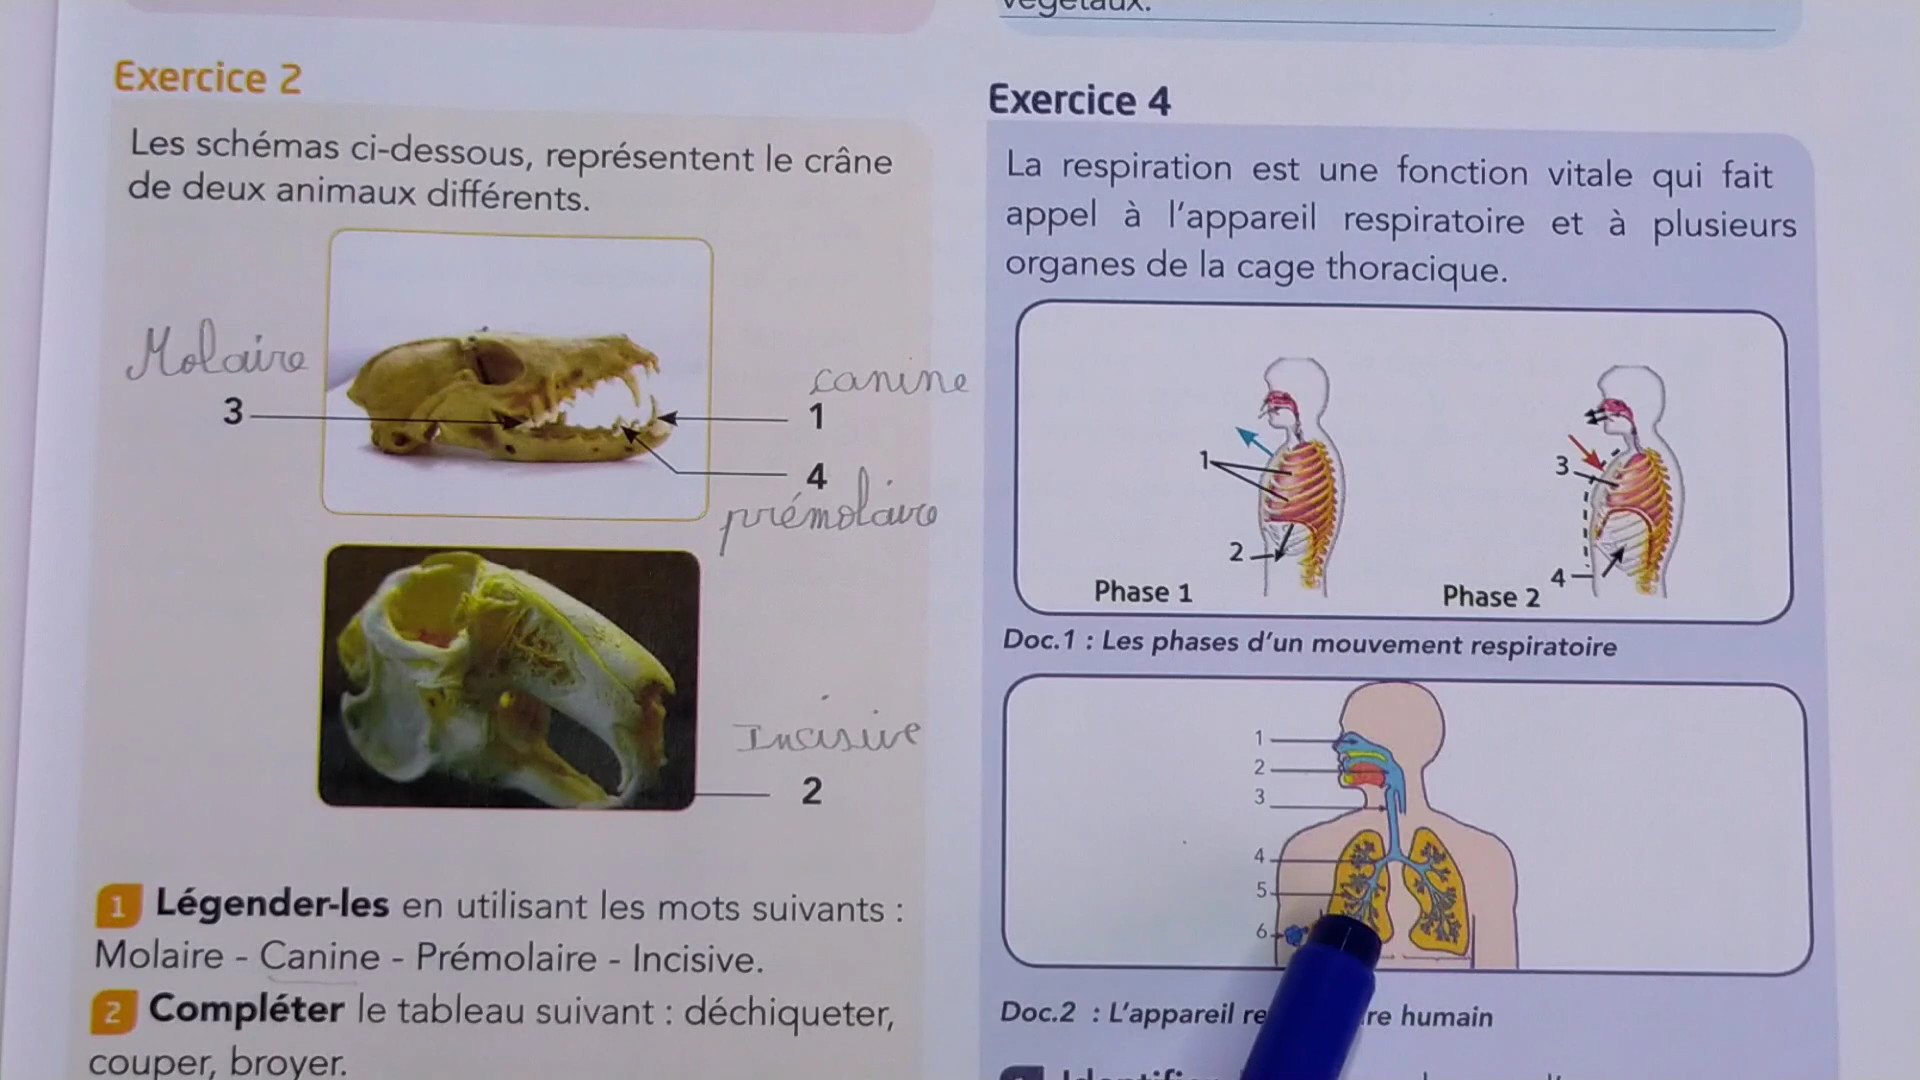 Exercice 2
Les schémas ci-dessous, représentent le crâne
de deux animaux différents.
Molaire
3
canine
1
4
prémolaire
Incisive
2
1 Légender-les en utilisant les mots suivants :
Molaire - Canine - Prémolaire - Incisive.
2 Compléter le tableau suivant : déchiqueter,
couper, broyer.
végétaux.
Exercice 4
La respiration est une fonction vitale qui fait
appel à l'appareil respiratoire et à plusieurs
organes de la cage thoracique.
1
2
Phase 1
3
4
Phase 2
Doc.1 : Les phases d'un mouvement respiratoire
1
2
3
4
5
6
Doc.2 : L'appareil re re humain